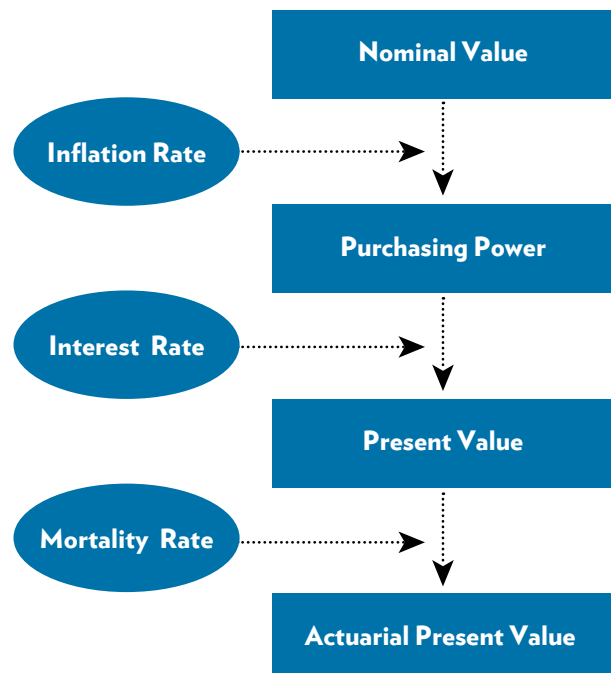 Nominal Value
Inflation Rate
Purchasing Power
Interest Rate
Present Value
Mortality Rate
Actuarial Present Value